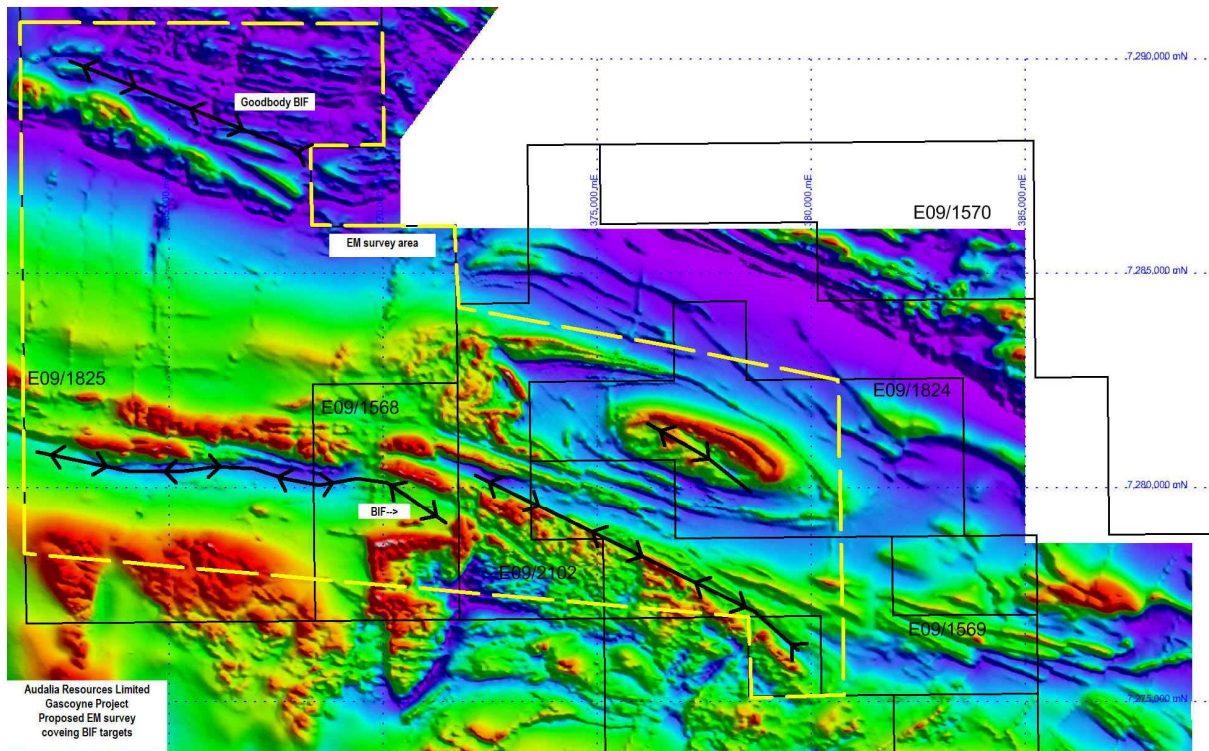 7,290,000 mN
Goodbody BIF
375,000 mE
380,000 mE
385,000 mE
E09/1570
EM survey area
7,285,000 mN
E09/1825
E09/1568
E09/1824
7,280,000 mN
BIF-->
E09/2102
E09/1569
7,275,000 mN
Audalia Resources Limited
Gascoyne Project
Proposed EM survey
coveing BIF targets